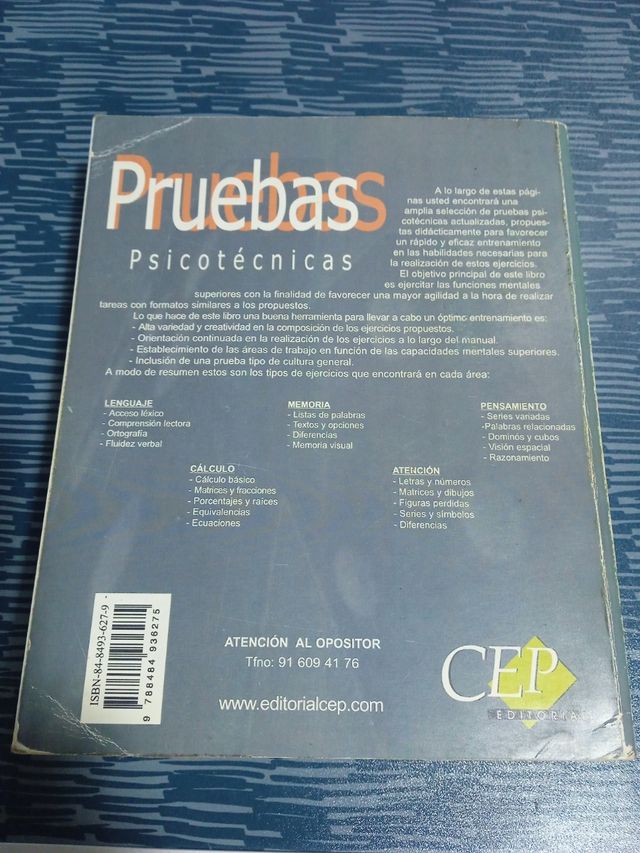 Pruebas
Psicotécnicas
A lo largo de estas pági-
nas usted encontrará una
amplia selección de pruebas psi-
cotécnicas actualizadas, propues-
tas didácticamente para favorecer
un rápido y eficaz entrenamiento
en las habilidades necesarias para
la realización de estos ejercicios.
El objetivo principal de este libro
es ejercitar las funciones mentales
superiores con la finalidad de favorecer una mayor agilidad a la hora de realizar
tareas con formatos similares a los propuestos.
Lo que hace de este libro una buena herramienta para llevar a cabo un óptimo entrenamiento es:
- Alta variedad y creatividad en la composición de los ejercicios propuestos.
- Orientación continuada en la realización de los ejercicios a lo largo del manual.
- Establecimiento de las áreas de trabajo en función de las capacidades mentales superiores.
- Inclusión de una prueba tipo de cultura general.
A modo de resumen estos son los tipos de ejercicios que encontrará en cada área:
LENGUAJE
- Acceso léxico
- Comprensión lectora
- Ortografía
- Fluidez verbal
MEMORIA
- Listas de palabras
- Textos y opciones
- Diferencias
- Memoria visual
PENSAMIENTO
- Series variadas
-Palabras relacionadas
- Dominós y cubos
- Visión espacial
- Razonamiento
CÁLCULO
- Cálculo básico
- Matrices y fracciones
- Porcentajes y raíces
- Equivalencias
- Ecuaciones
ATENCIÓN
- Letras y números
- Matrices y dibujos
- Figuras perdidas
- Series y símbolos
- Diferencias
ISBN-84-8493-627-9
9 788484 936275
ATENCIÓN AL OPOSITOR
Tfno: 91 609 41 76
www.editorialcep.com
CEP
EDITORIAL